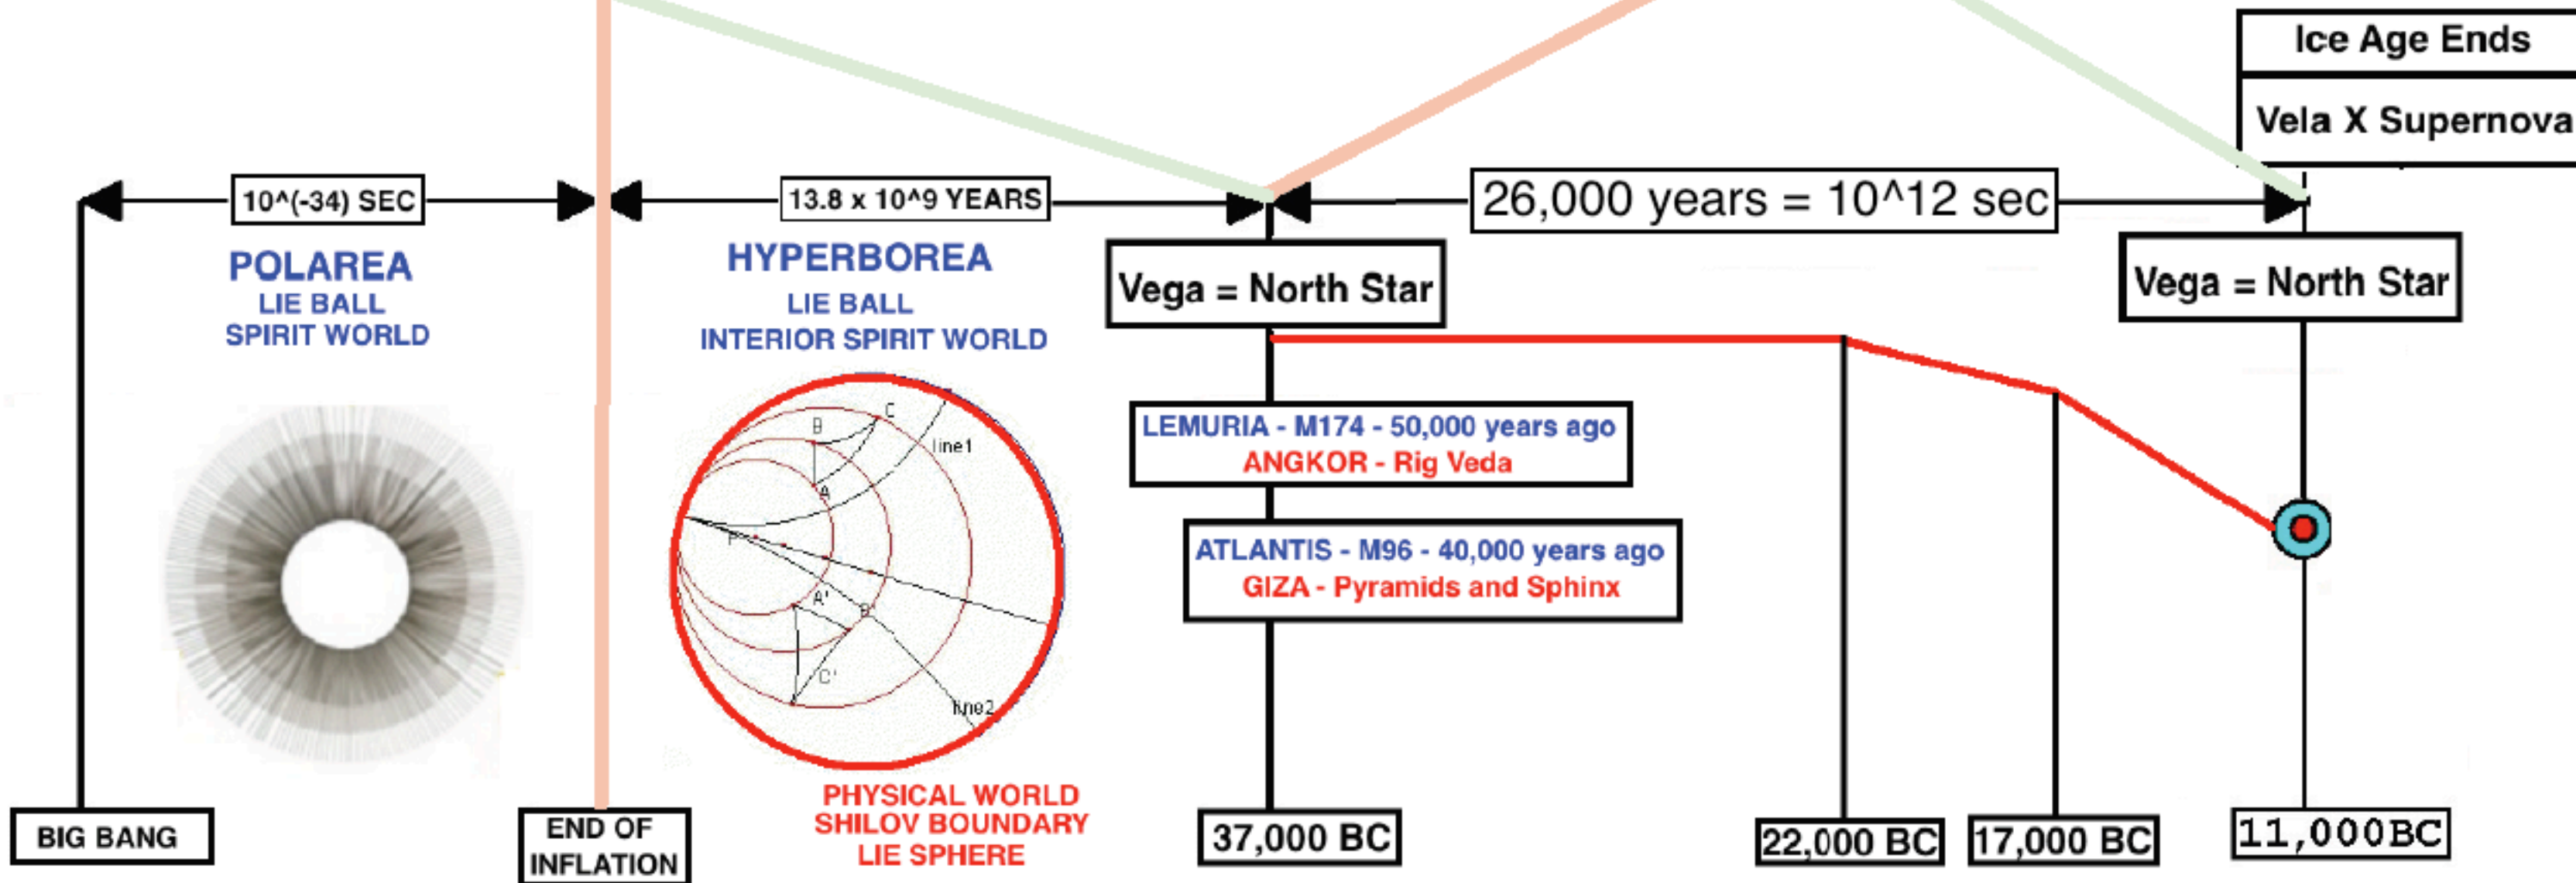 Ice Age Ends
Vela X Supernova
10^(-34) SEC
13.8 x 10^9 YEARS
26,000 years = 10^12 sec
POLAREA
LIE BALL
SPIRIT WORLD
HYPERBOREA
LIE BALL
INTERIOR SPIRIT WORLD
Vega = North Star
Vega = North Star
C
B
line1
A
P
A'
B'
C'
line2
LEMURIA - M174 - 50,000 years ago
ANGKOR - Rig Veda
ATLANTIS - M96 - 40,000 years ago
GIZA - Pyramids and Sphinx
PHYSICAL WORLD
SHILOV BOUNDARY
LIE SPHERE
BIG BANG
END OF
INFLATION
37,000 BC
22,000 BC
17,000 BC
11,000BC